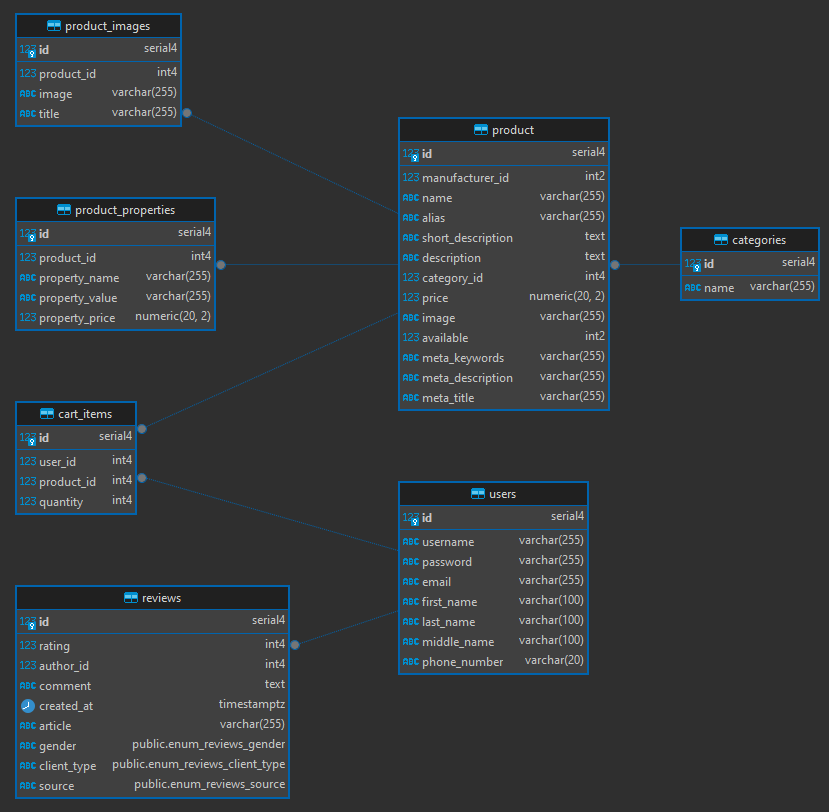 product_images
123 id serial4
123 product_id int4
ABC image varchar(255)
ABC title varchar(255)
product_properties
123 id serial4
123 product_id int4
ABC property_name varchar(255)
ABC property_value varchar(255)
123 property_price numeric(20, 2)
cart_items
123 id serial4
123 user_id int4
123 product_id int4
123 quantity int4
reviews
123 id serial4
123 rating int4
123 author_id int4
ABC comment text
created_at timestamptz
ABC article varchar(255)
ABC gender public.enum_reviews_gender
ABC client_type public.enum_reviews_client_type
ABC source public.enum_reviews_source
product
123 id serial4
123 manufacturer_id int2
ABC name varchar(255)
ABC alias varchar(255)
ABC short_description text
ABC description text
123 category_id int4
123 price numeric(20, 2)
ABC image varchar(255)
123 available int2
ABC meta_keywords varchar(255)
ABC meta_description varchar(255)
ABC meta_title varchar(255)
users
123 id serial4
ABC username varchar(255)
ABC password varchar(255)
ABC email varchar(255)
ABC first_name varchar(100)
ABC last_name varchar(100)
ABC middle_name varchar(100)
ABC phone_number varchar(20)
categories
123 id serial4
ABC name varchar(255)